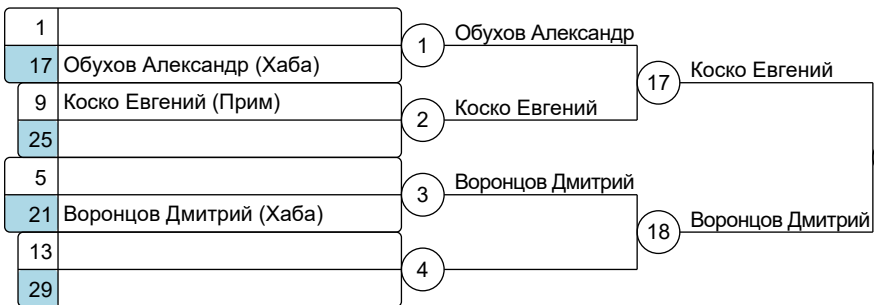 1
17 Обухов Александр (Хаба)
9 Коско Евгений (Прим)
25
5
21 Воронцов Дмитрий (Хаба)
13
29
1 Обухов Александр
2 Коско Евгений
3 Воронцов Дмитрий
4
17 Коско Евгений
18 Воронцов Дмитрий